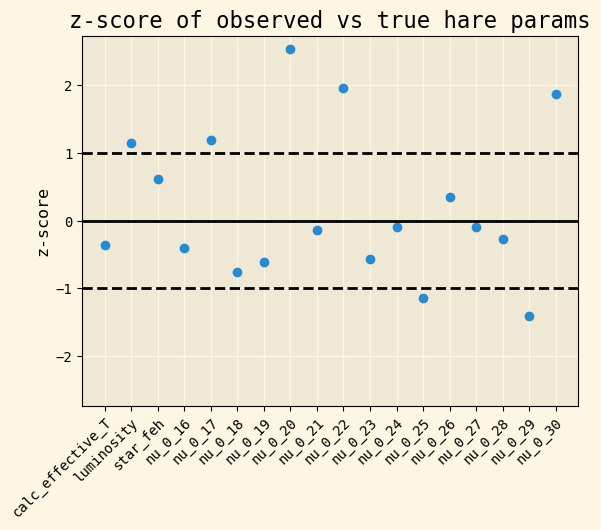 z-score of observed vs true hare params
z-score
2
1
0
−1
−2
calc_effective_T
luminosity
star_feh
nu_0_16
nu_0_17
nu_0_18
nu_0_19
nu_0_20
nu_0_21
nu_0_22
nu_0_23
nu_0_24
nu_0_25
nu_0_26
nu_0_27
nu_0_28
nu_0_29
nu_0_30